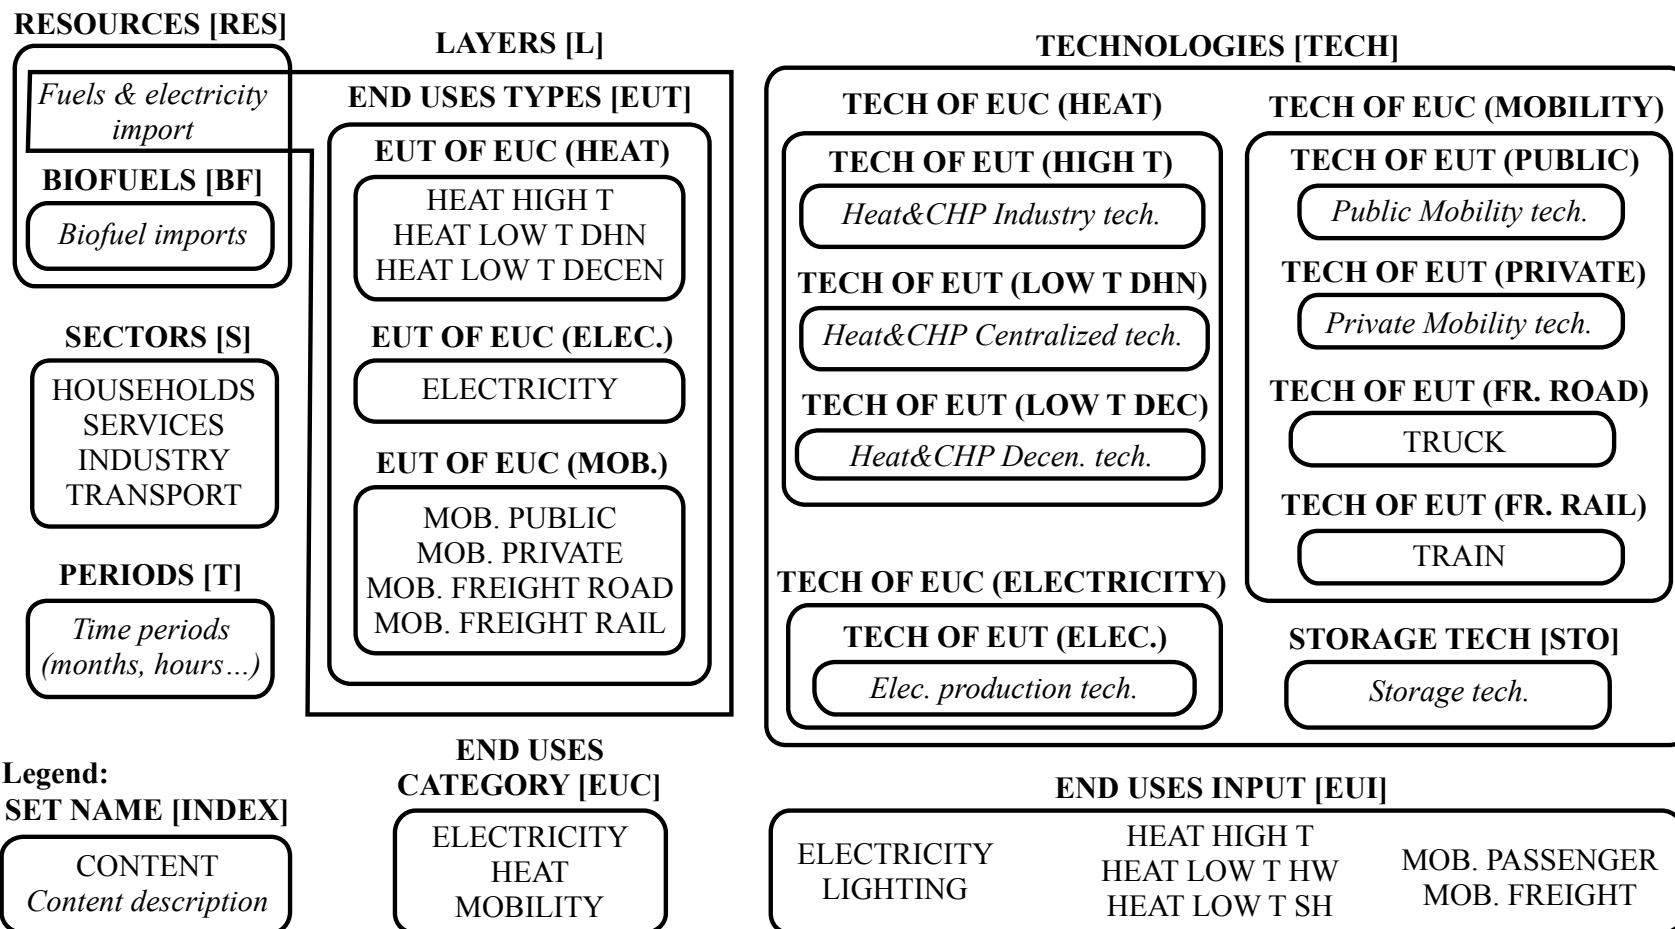 RESOURCES [RES]
Fuels & electricity
import
BIOFUELS [BF]
Biofuel imports
SECTORS [S]
HOUSEHOLDS
SERVICES
INDUSTRY
TRANSPORT
PERIODS [T]
Time periods
(months, hours...)
Legend:
SET NAME [INDEX]
CONTENT
Content description
LAYERS [L]
END USES TYPES [EUT]
EUT OF EUC (HEAT)
HEAT HIGH T
HEAT LOW T DHN
HEAT LOW T DECEN
EUT OF EUC (ELEC.)
ELECTRICITY
EUT OF EUC (MOB.)
MOB. PUBLIC
MOB. PRIVATE
MOB. FREIGHT ROAD
MOB. FREIGHT RAIL
END USES
CATEGORY [EUC]
ELECTRICITY
HEAT
MOBILITY
TECHNOLOGIES [TECH]
TECH OF EUC (HEAT)
TECH OF EUT (HIGH T)
Heat&CHP Industry tech.
TECH OF EUT (LOW T DHN)
Heat&CHP Centralized tech.
TECH OF EUT (LOW T DEC)
Heat&CHP Decen. tech.
TECH OF EUC (ELECTRICITY)
TECH OF EUT (ELEC.)
Elec. production tech.
TECH OF EUC (MOBILITY)
TECH OF EUT (PUBLIC)
Public Mobility tech.
TECH OF EUT (PRIVATE)
Private Mobility tech.
TECH OF EUT (FR. ROAD)
TRUCK
TECH OF EUT (FR. RAIL)
TRAIN
STORAGE TECH [STO]
Storage tech.
END USES INPUT [EUI]
ELECTRICITY
LIGHTING
HEAT HIGH T
HEAT LOW T HW
HEAT LOW T SH
MOB. PASSENGER
MOB. FREIGHT